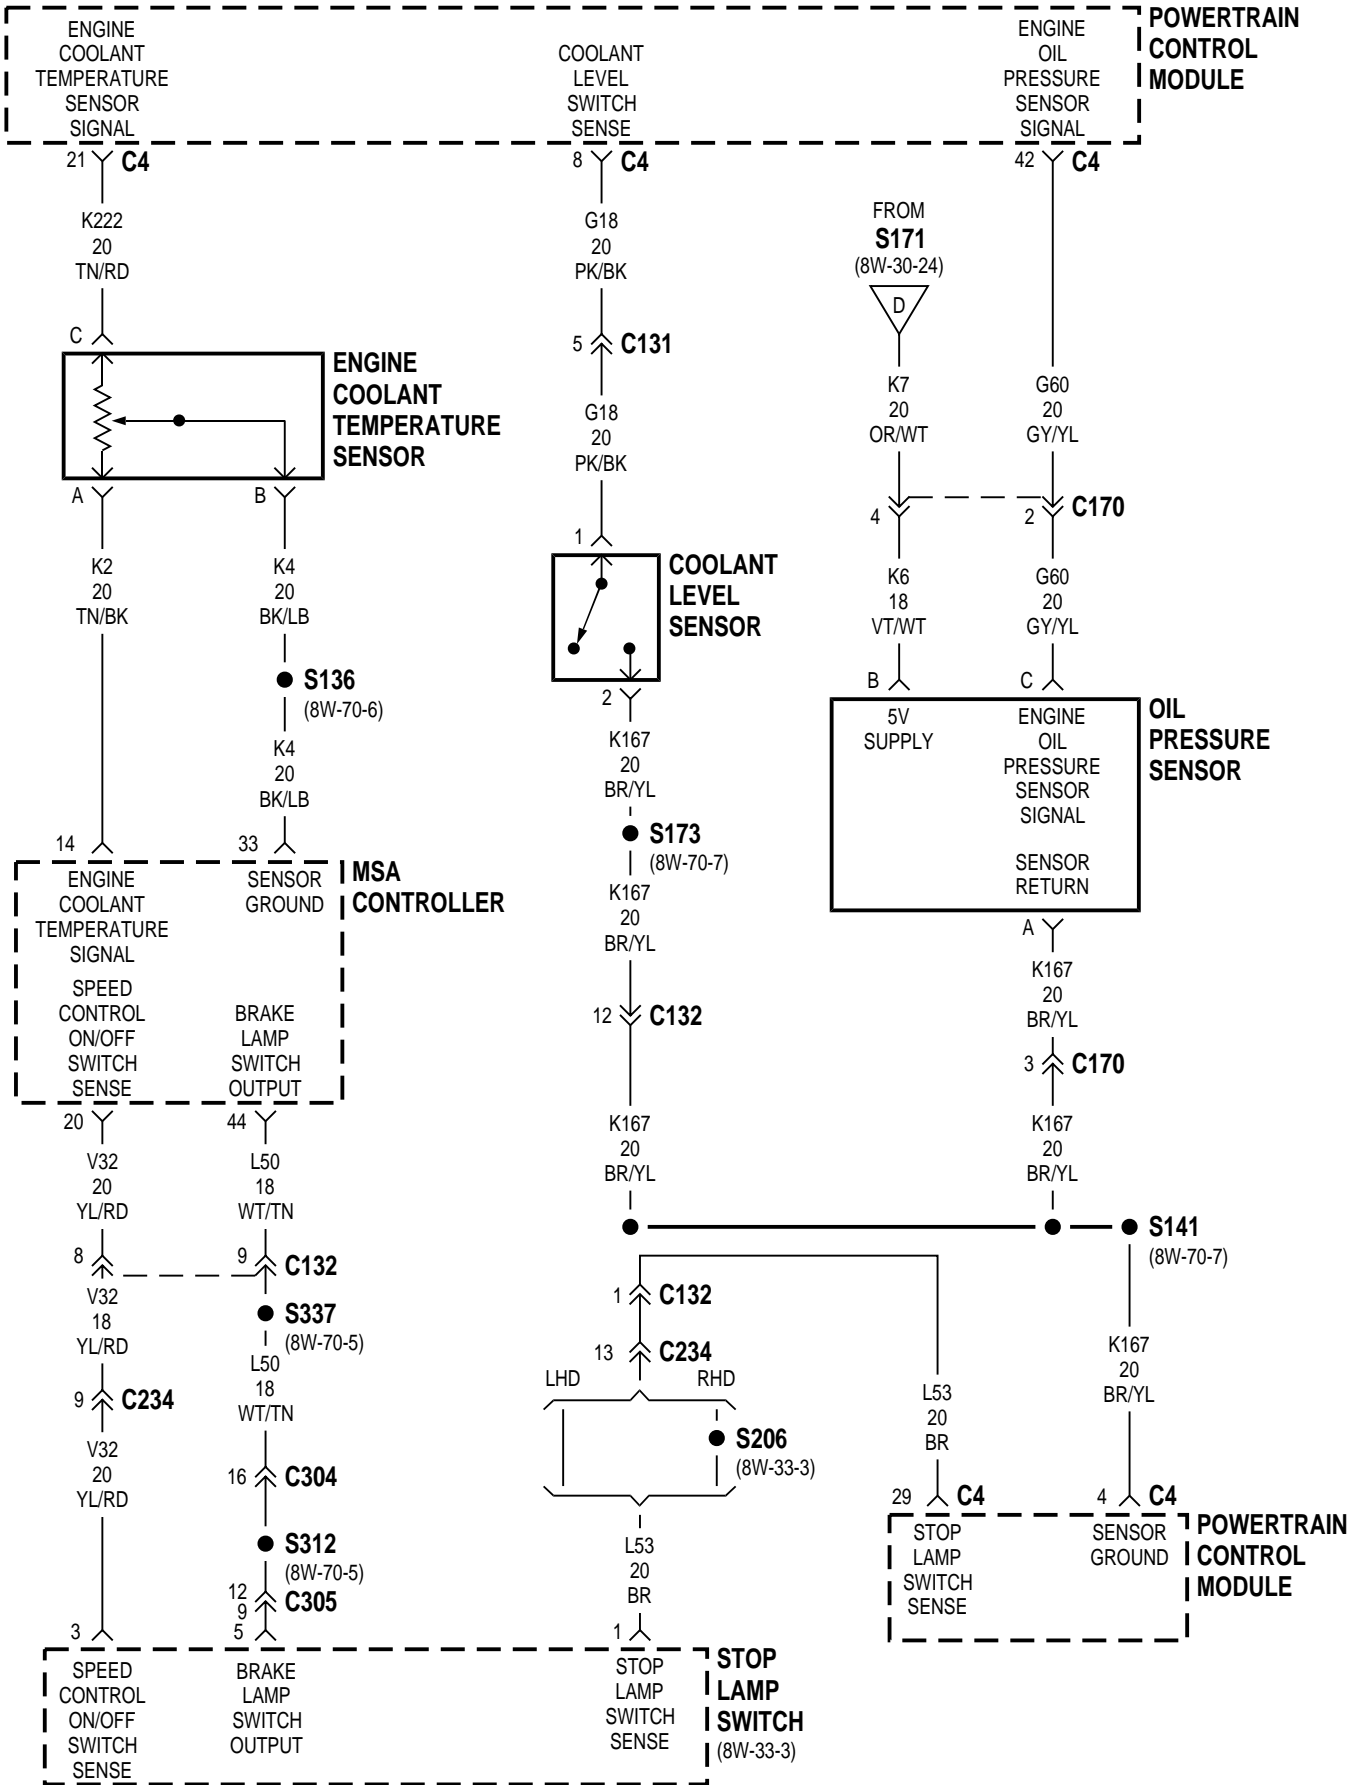 ENGINE
COOLANT
TEMPERATURE
SENSOR
SIGNAL
COOLANT
LEVEL
SWITCH
SENSE
ENGINE
OIL
PRESSURE
SENSOR
SIGNAL
POWERTRAIN
CONTROL
MODULE
21 C4
8 C4
42 C4
K222
20
TN/RD
G18
20
PK/BK
FROM
S171
(8W-30-24)
D
C
5 C131
ENGINE
COOLANT
TEMPERATURE
SENSOR
G18
20
PK/BK
K7
20
OR/WT
G60
20
GY/YL
A
B
4
2 C170
K2
20
TN/BK
K4
20
BK/LB
1
COOLANT
LEVEL
SENSOR
K6
18
VT/WT
G60
20
GY/YL
S136
(8W-70-6)
K4
20
BK/LB
2
K167
20
BR/YL
B
C
5V
SUPPLY
ENGINE
OIL
PRESSURE
SENSOR
SIGNAL
SENSOR
RETURN
OIL
PRESSURE
SENSOR
S173
(8W-70-7)
14
33
ENGINE
COOLANT
TEMPERATURE
SIGNAL
SENSOR
GROUND
MSA
CONTROLLER
K167
20
BR/YL
A
K167
20
BR/YL
SPEED
CONTROL
ON/OFF
SWITCH
SENSE
BRAKE
LAMP
SWITCH
OUTPUT
12 C132
3 C170
20
44
K167
20
BR/YL
K167
20
BR/YL
V32
20
YL/RD
L50
18
WT/TN
S141
(8W-70-7)
8
9 C132
V32
18
YL/RD
S337
(8W-70-5)
1 C132
13 C234
LHD
RHD
L50
18
WT/TN
K167
20
BR/YL
L53
20
BR
9 C234
S206
(8W-33-3)
V32
20
YL/RD
16 C304
29 C4
4 C4
S312
(8W-70-5)
L53
20
BR
STOP
LAMP
SWITCH
SENSE
SENSOR
GROUND
POWERTRAIN
CONTROL
MODULE
12
9
C305
3
5
1
SPEED
CONTROL
ON/OFF
SWITCH
SENSE
BRAKE
LAMP
SWITCH
OUTPUT
STOP
LAMP
SWITCH
SENSE
STOP
LAMP
SWITCH
(8W-33-3)